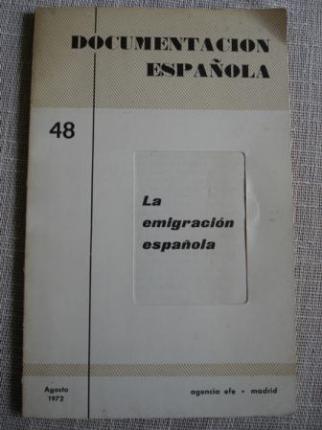 DOCUMENTACION
ESPAÑOLA
48
La
emigración
española
Agosto
1972
agencia efe - madrid